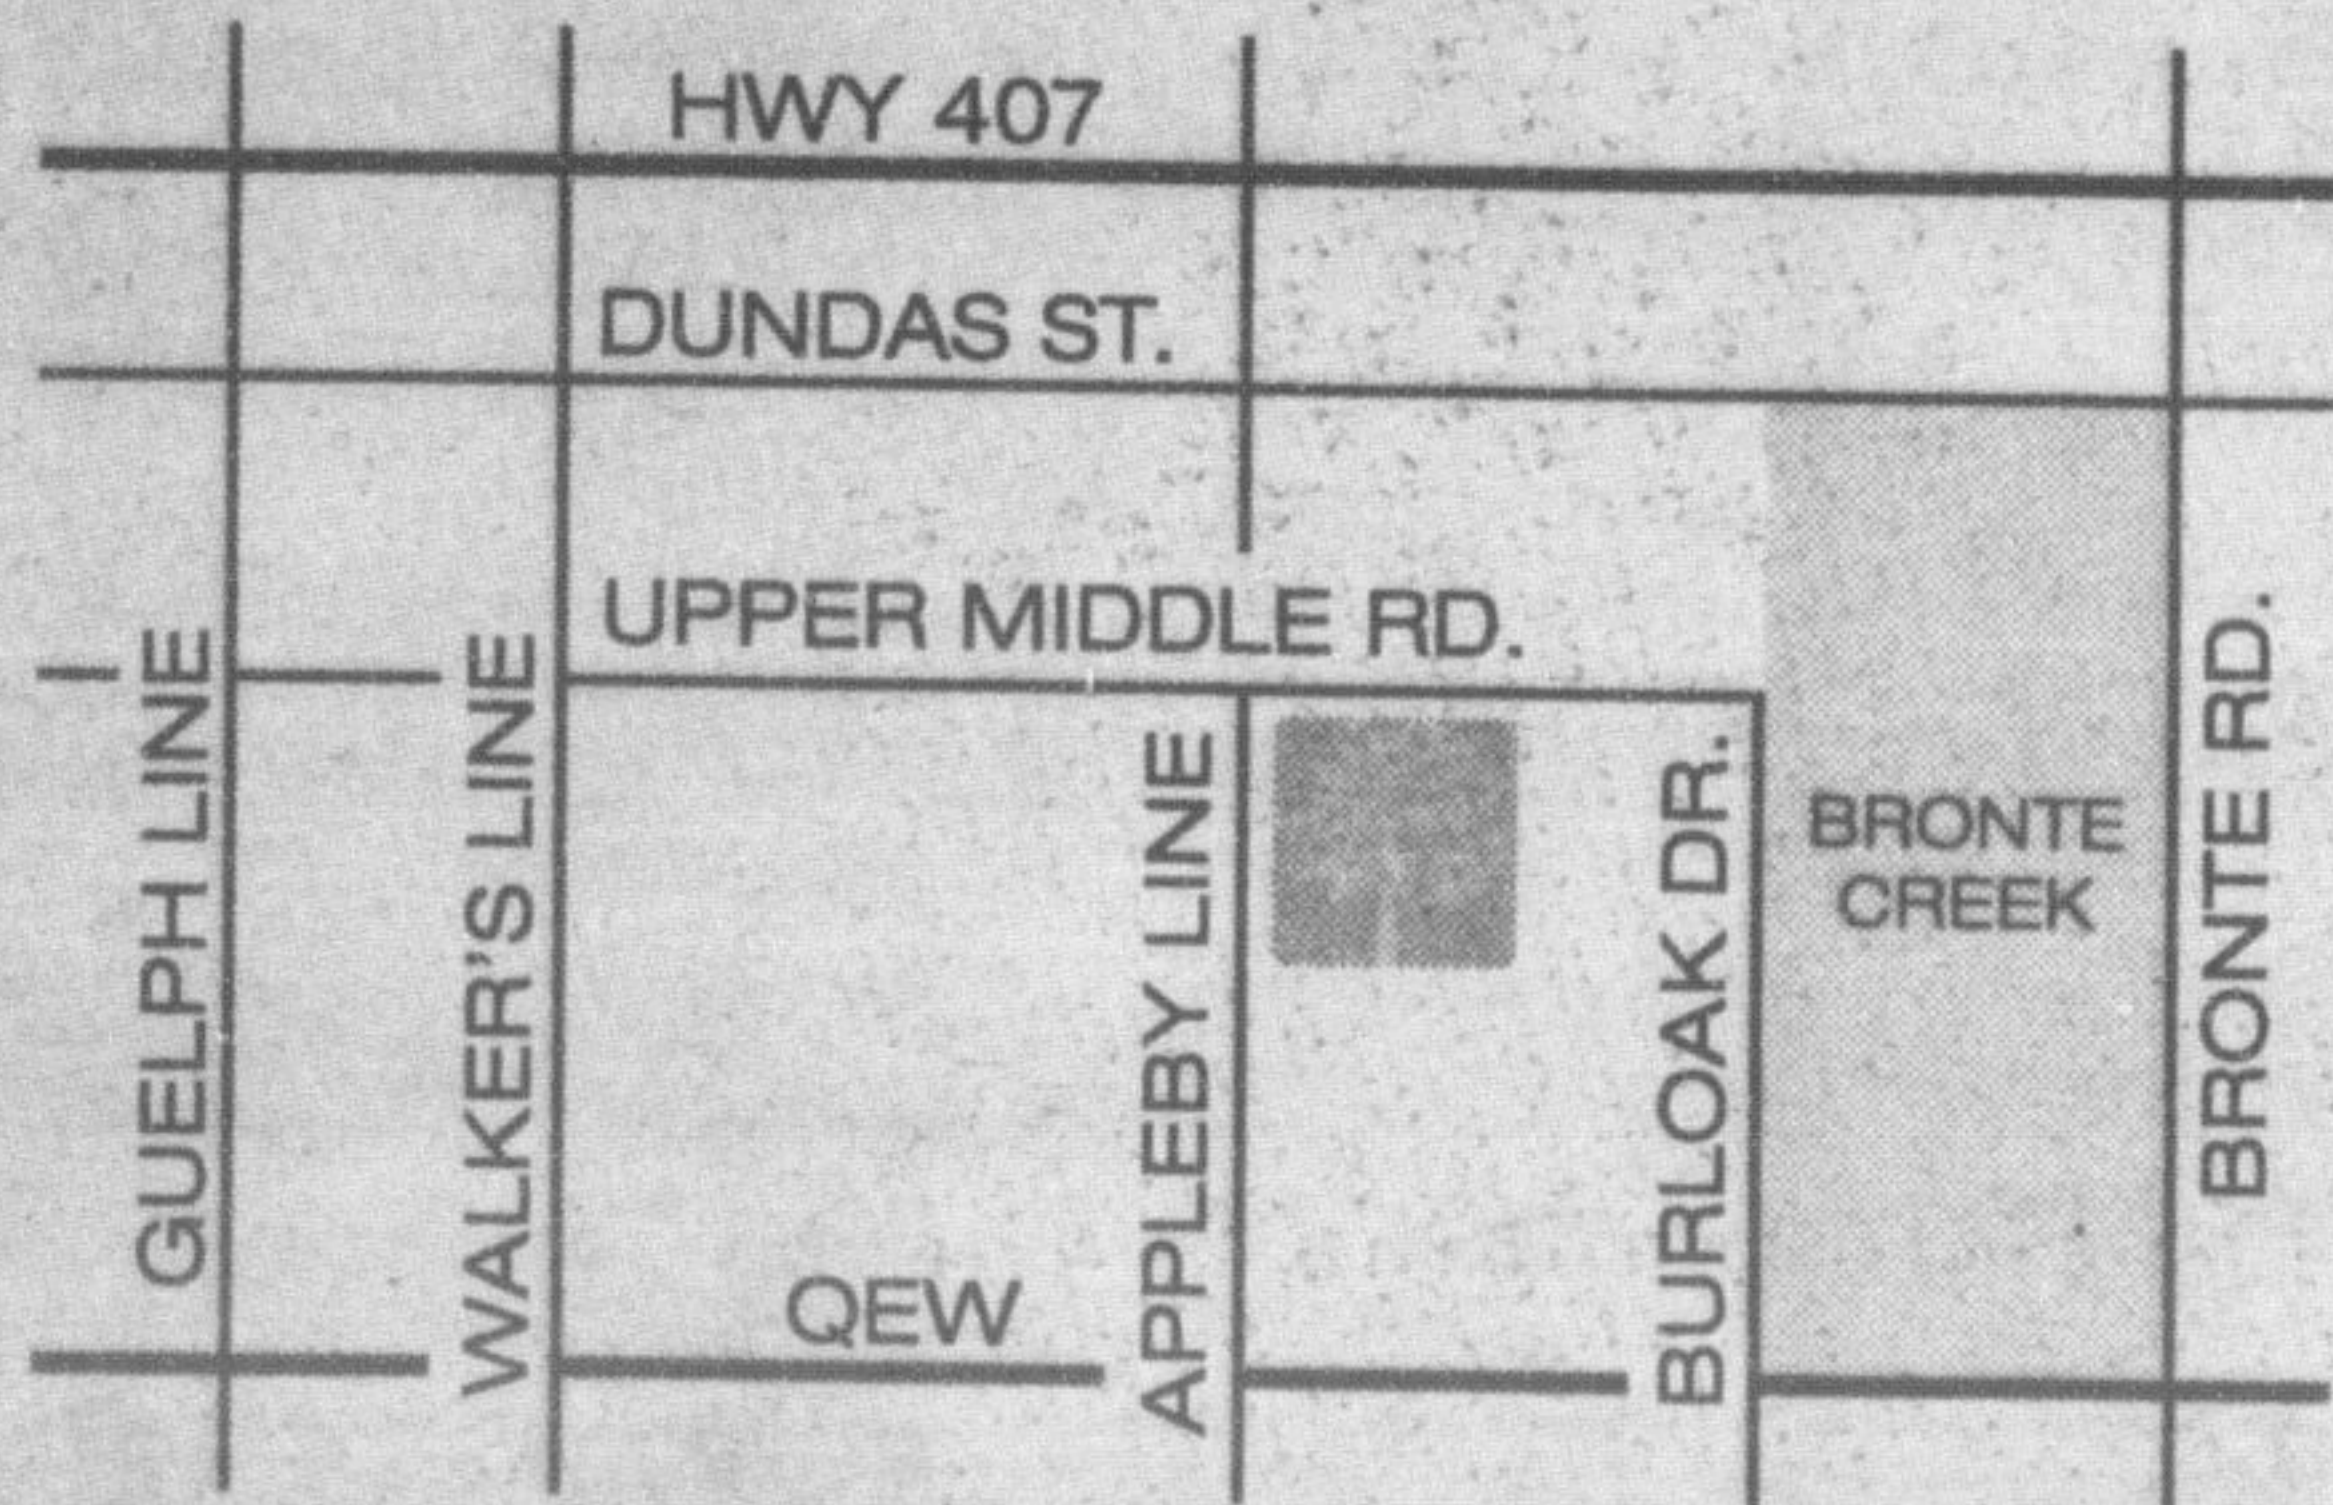 HWY 407
DUNDAS ST.
UPPER MIDDLE RD.
GUELPH LINE
WALKER'S LINE
APPLEBY LINE
BURLOAK DR.
BRONTE
CREEK
BRONTE RD.
QEW